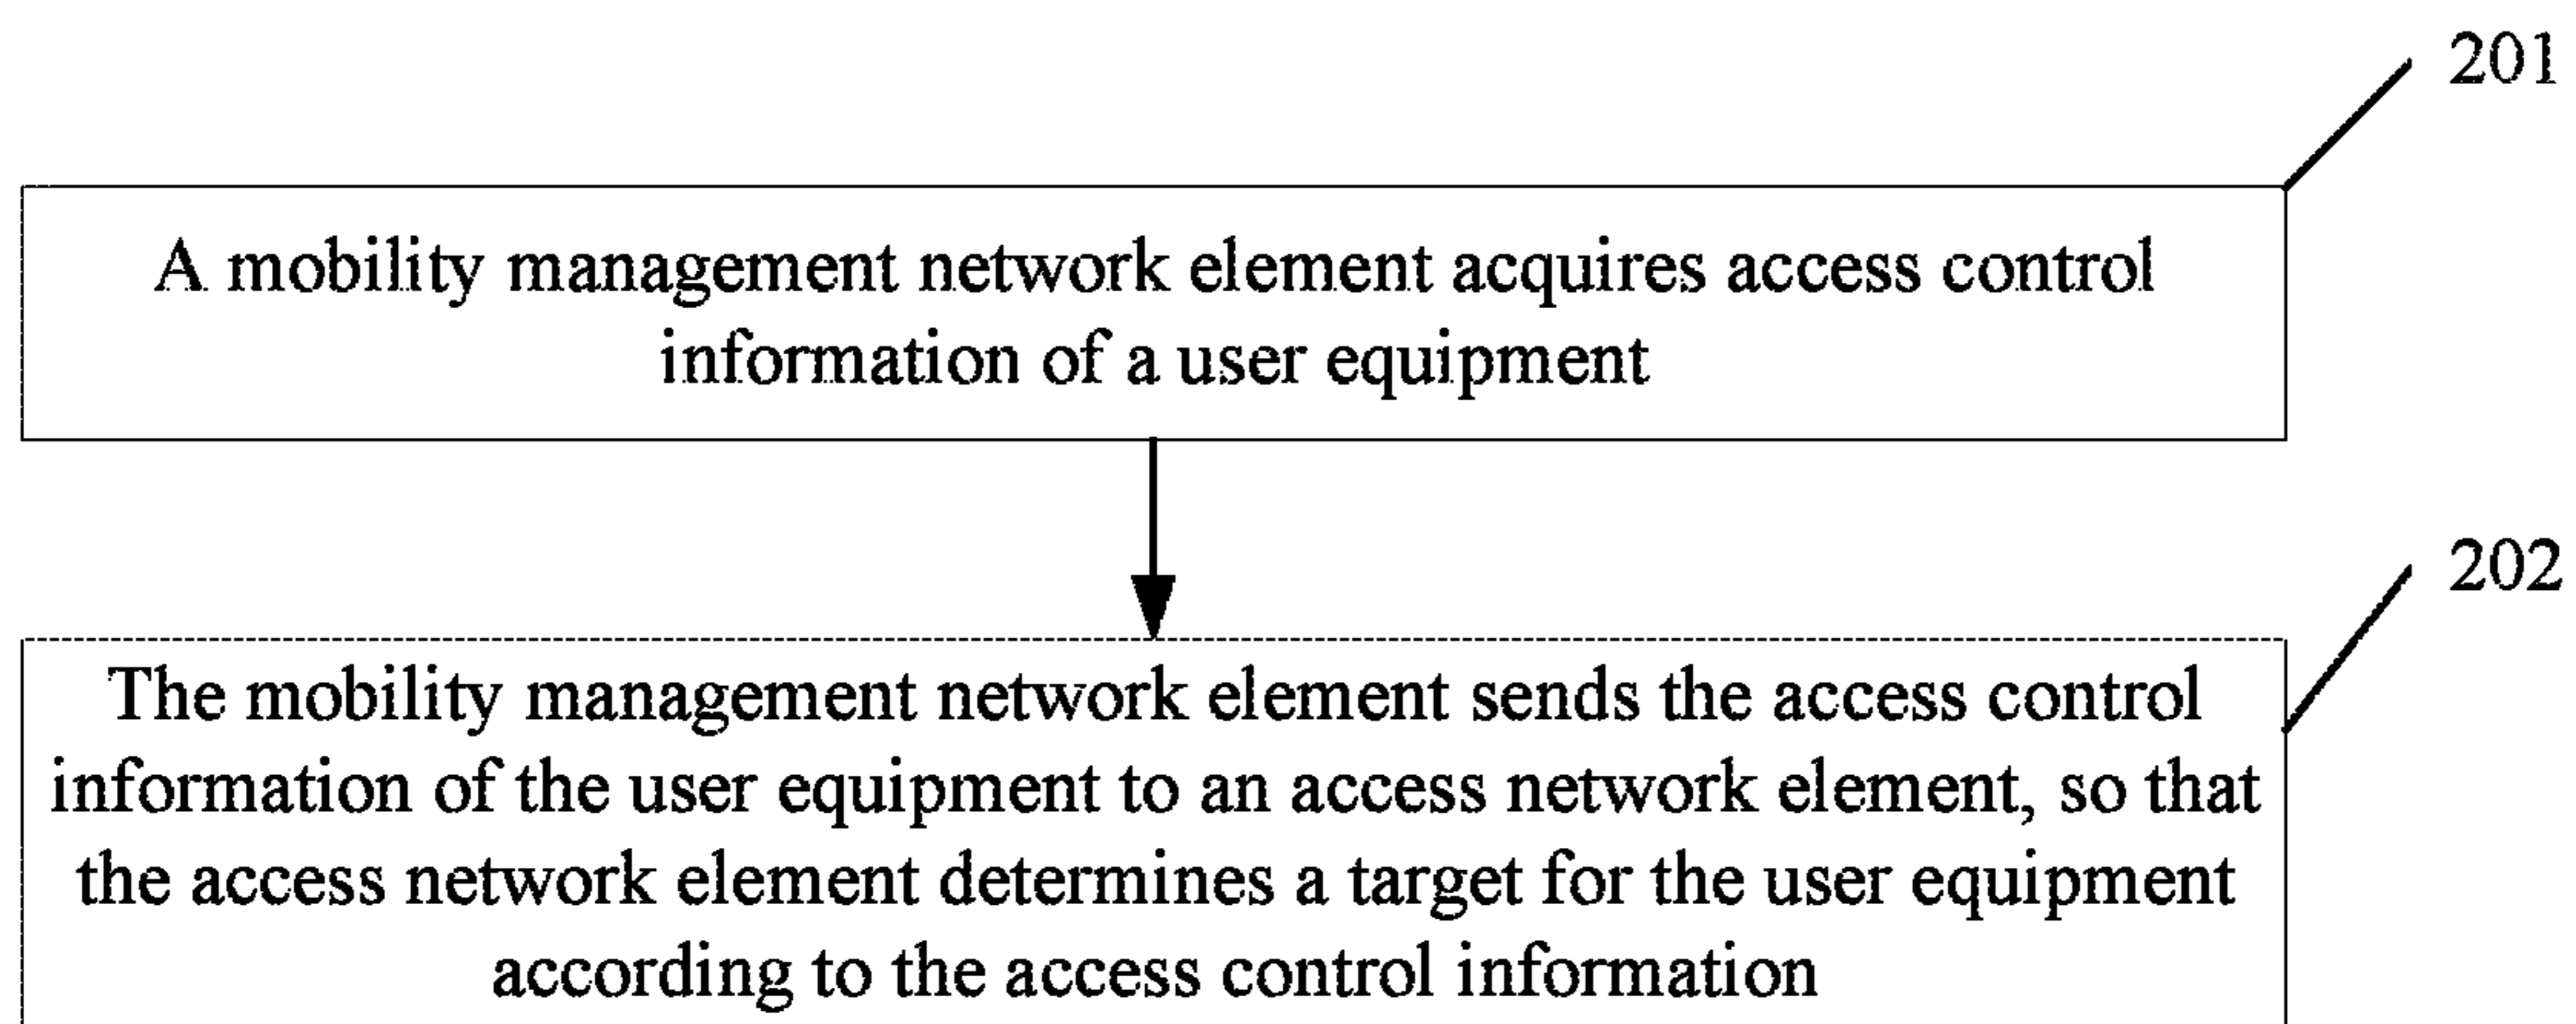 201
A mobility management network element acquires access control
information of a user equipment
202
The mobility management network element sends the access control
information of the user equipment to an access network element, so that
the access network element determines a target for the user equipment
according to the access control information